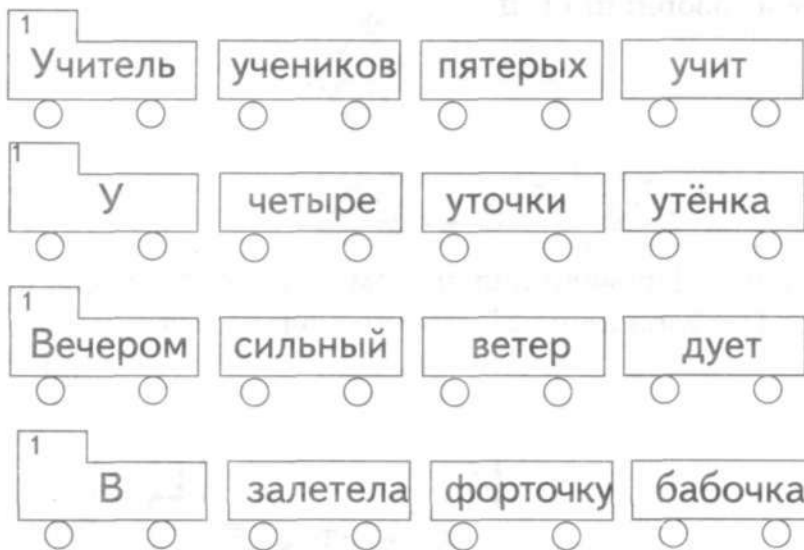 1
Учитель учеников пятерых учит
1
У четыре уточки утёнка
1
Вечером сильный ветер дует
1
В залетела форточку бабочка